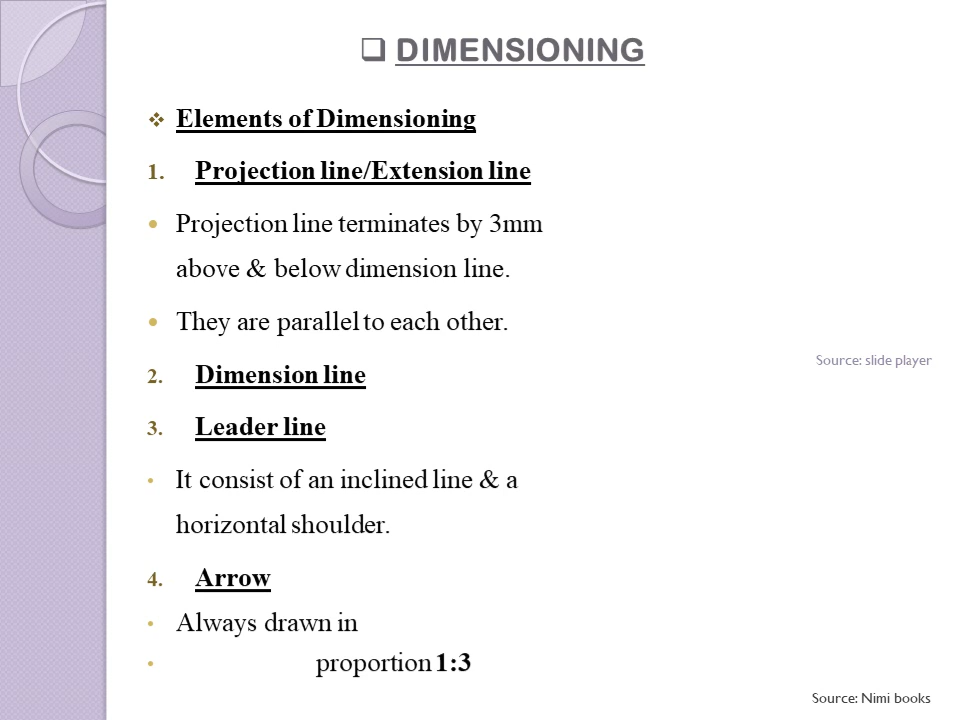 DIMENSIONING
Elements of Dimensioning
1. Projection line/Extension line
Projection line terminates by 3mm
above & below dimension line.
They are parallel to each other.
Source: slide player
2. Dimension line
3. Leader line
It consist of an inclined line & a
horizontal shoulder.
4. Arrow
Always drawn in
proportion 1:3
Source: Nimi books